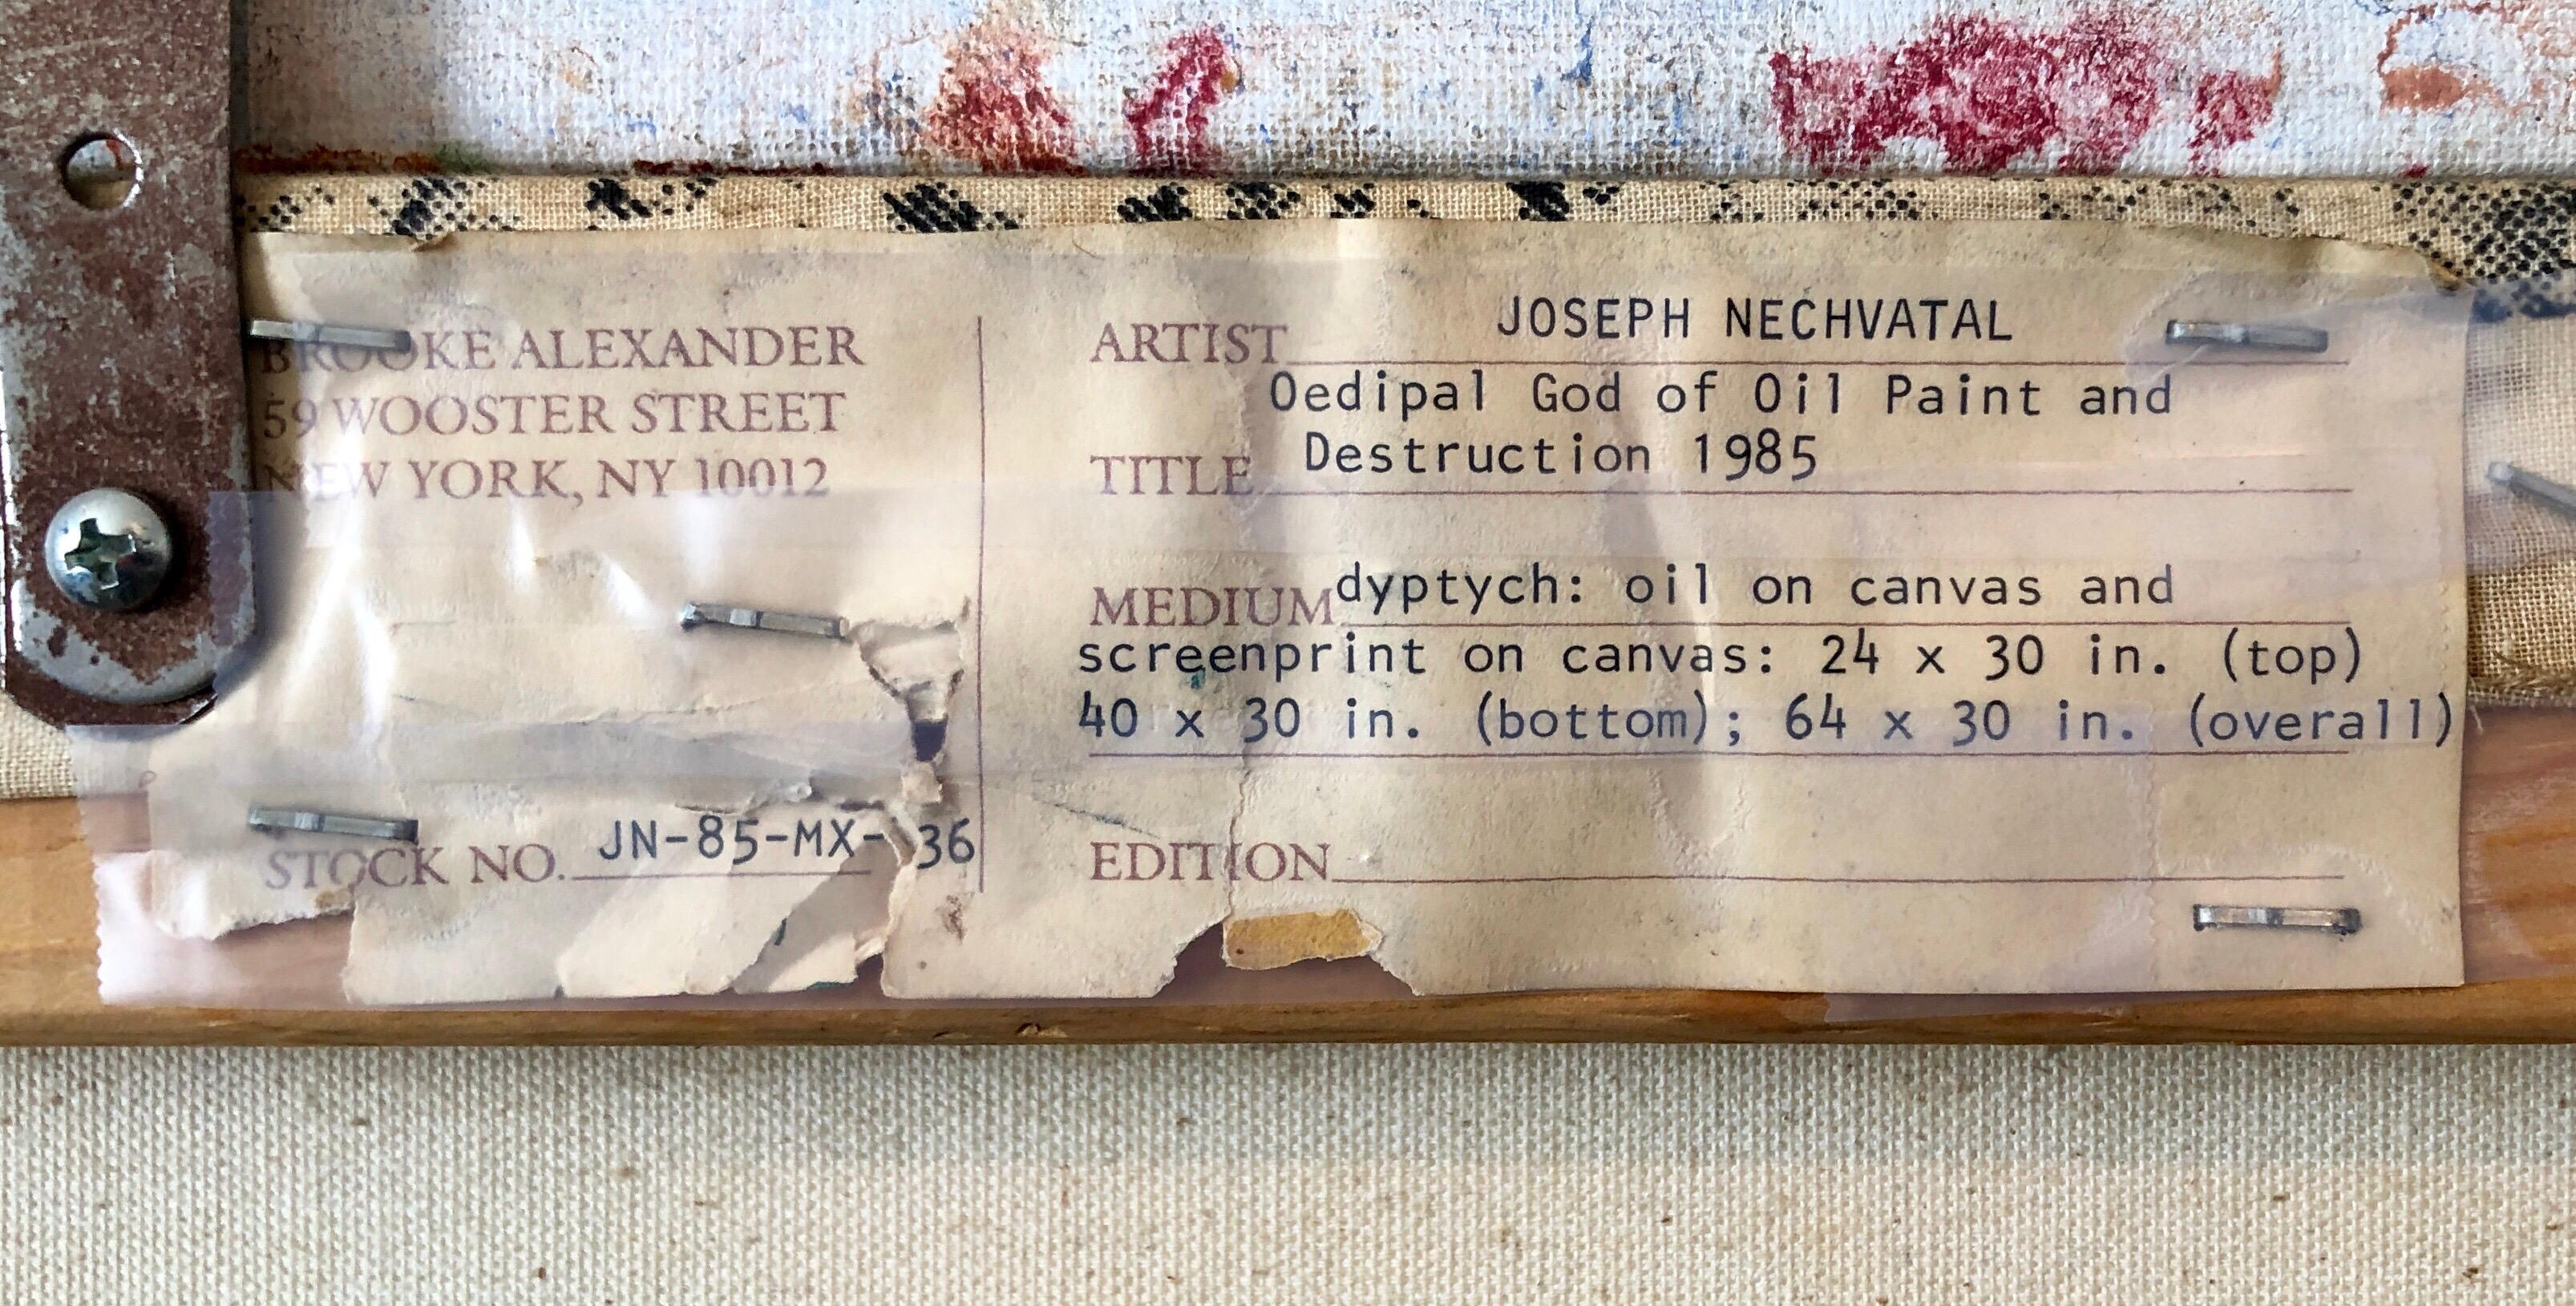 BROOKE ALEXANDER
59 WOOSTER STREET
NEW YORK, NY 10012
STOCK NO. JN-85-MX- 36
ARTIST JOSEPH NECHVATAL
Oedipal God of Oil Paint and
TITLE Destruction 1985
MEDIUM dyptych: oil on canvas and
screenprint on canvas: 24 x 30 in. (top)
40 x 30 in. (bottom); 64 x 30 in. (overall)
EDITION